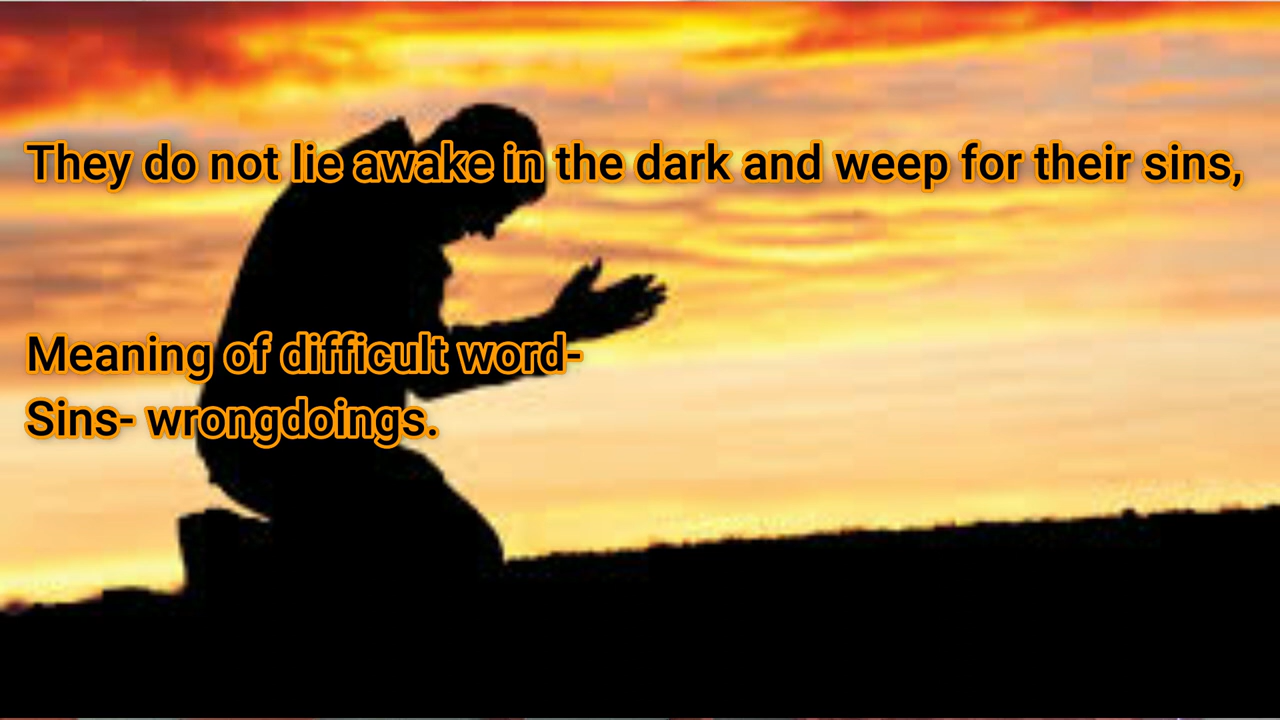 They do not lie awake in the dark and weep for their sins,
Meaning of difficult word-
Sins- wrongdoings.